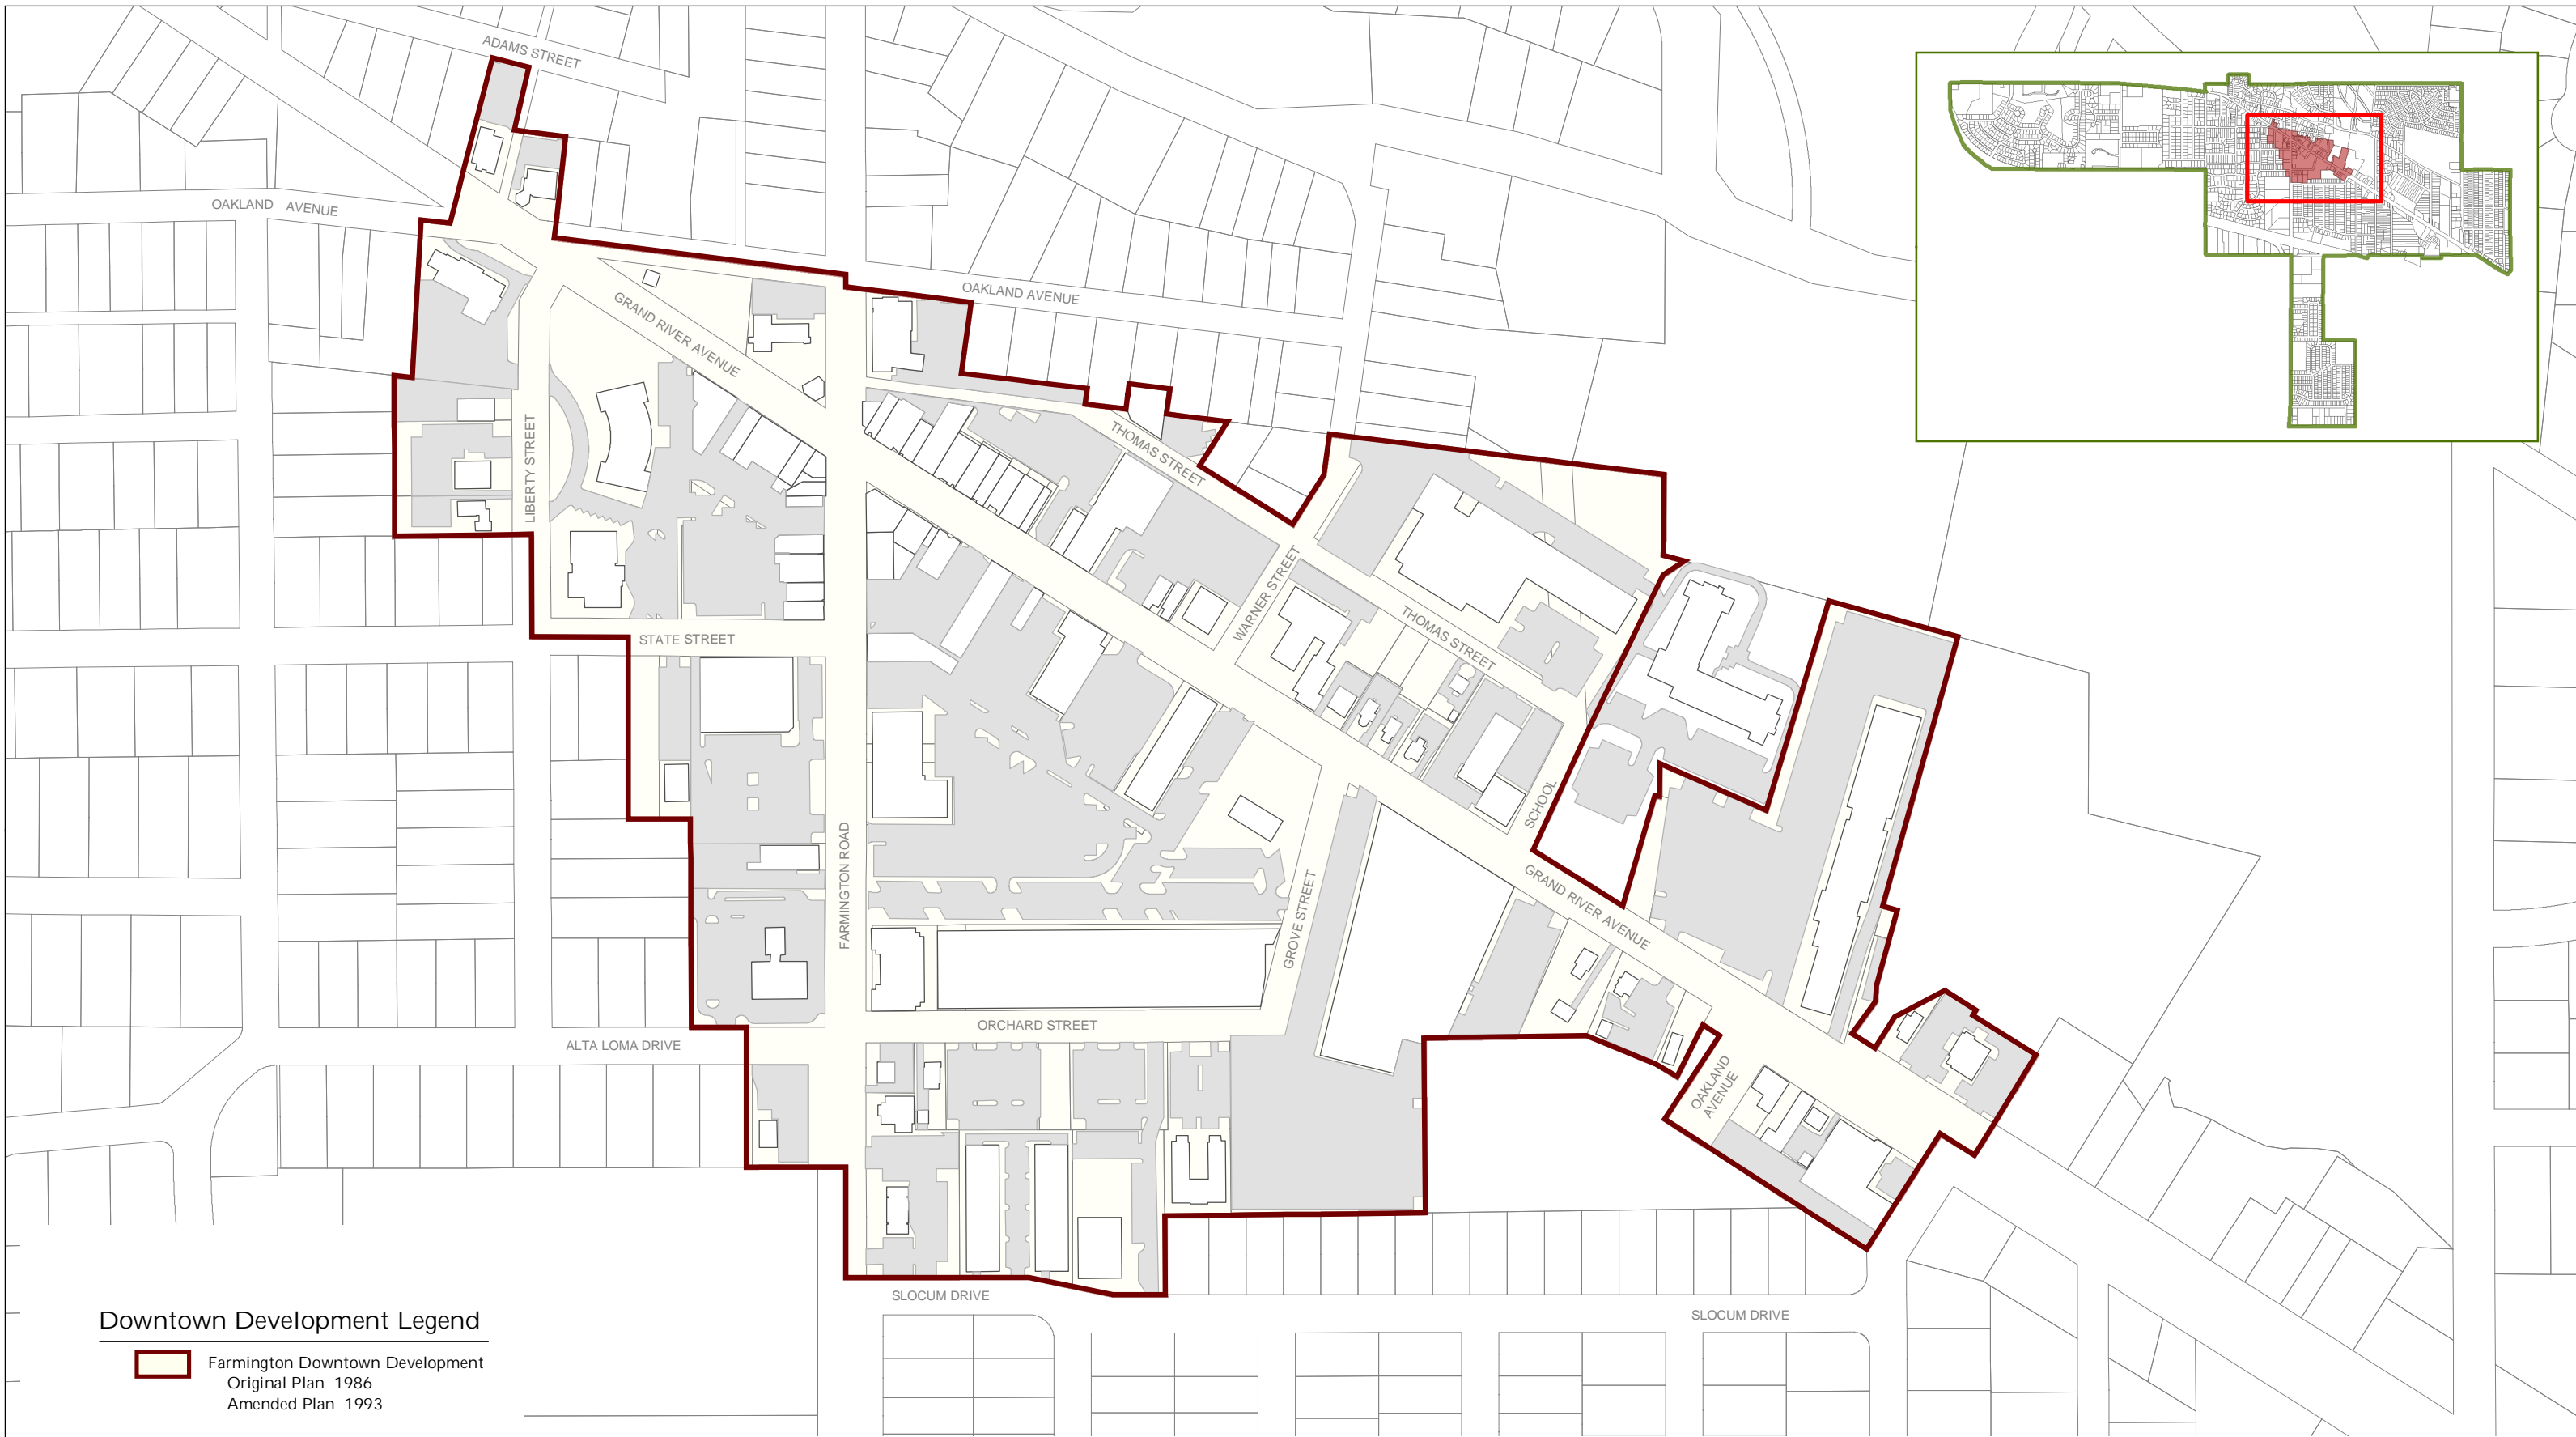 ADAMS STREET
OAKLAND AVENUE
OAKLAND AVENUE
GRAND RIVER AVENUE
THOMAS STREET
LIBERTY STREET
WARNER STREET
THOMAS STREET
STATE STREET
SCHOOL
FARMINGTON ROAD
GROVE STREET
GRAND RIVER AVENUE
ORCHARD STREET
ALTA LOMA DRIVE
OAKLAND
AVENUE
SLOCUM DRIVE
SLOCUM DRIVE
Downtown Development Legend
Farmington Downtown Development
Original Plan 1986
Amended Plan 1993